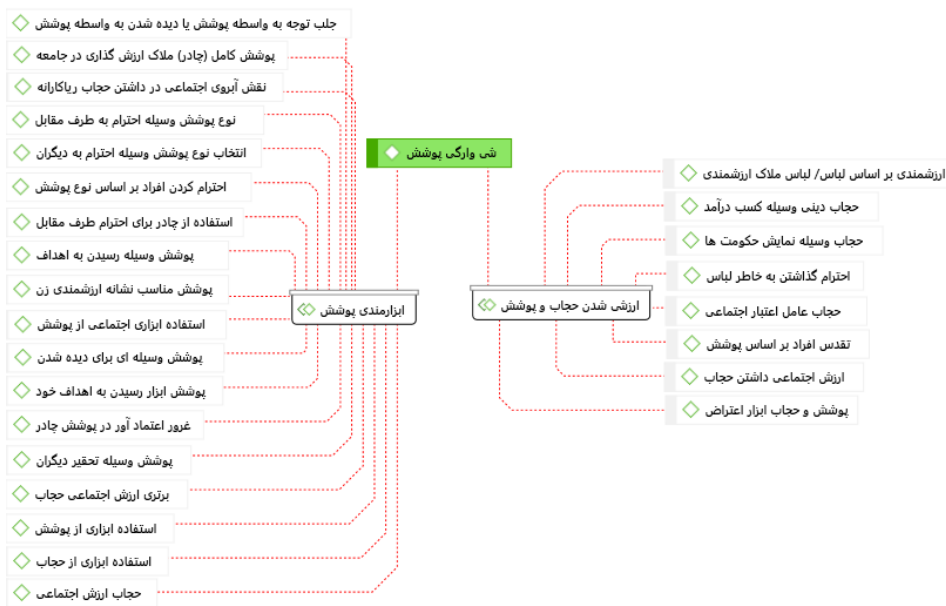 جلب توجه به واسطه پوشش یا دیده شدن به واسطه پوشش
پوشش کامل (چادر) ملاک ارزش گذاری در جامعه
نقش آبروی اجتماعی در داشتن حجاب ریاکارانه
نوع پوشش وسیله احترام به طرف مقابل
انتخاب نوع پوشش وسیله احترام به دیگران
احترام کردن افراد بر اساس نوع پوشش
استفاده از چادر برای احترام طرف مقابل
پوشش وسیله رسیدن به اهداف
پوشش مناسب نشانه ارزشمندی زن
استفاده ابزاری اجتماعی از پوشش
پوشش وسیله ای برای دیده شدن
پوشش ابزار رسیدن به اهداف خود
غرور اعتماد آور در پوشش چادر
پوشش وسیله تحقیر دیگران
برتری ارزش اجتماعی حجاب
استفاده ابزاری از پوشش
استفاده ابزاری از حجاب
حجاب ارزش اجتماعی
شی وارگی پوشش
ابزارمندی پوشش
ارزشی شدن حجاب و پوشش
ارزشمندی بر اساس لباس/ لباس ملاک ارزشمندی
حجاب دینی وسیله کسب درآمد
حجاب وسیله نمایش حکومت ها
احترام گذاشتن به خاطر لباس
حجاب عامل اعتبار اجتماعی
تقدس افراد بر اساس پوشش
ارزش اجتماعی داشتن حجاب
پوشش و حجاب ابزار اعتراض